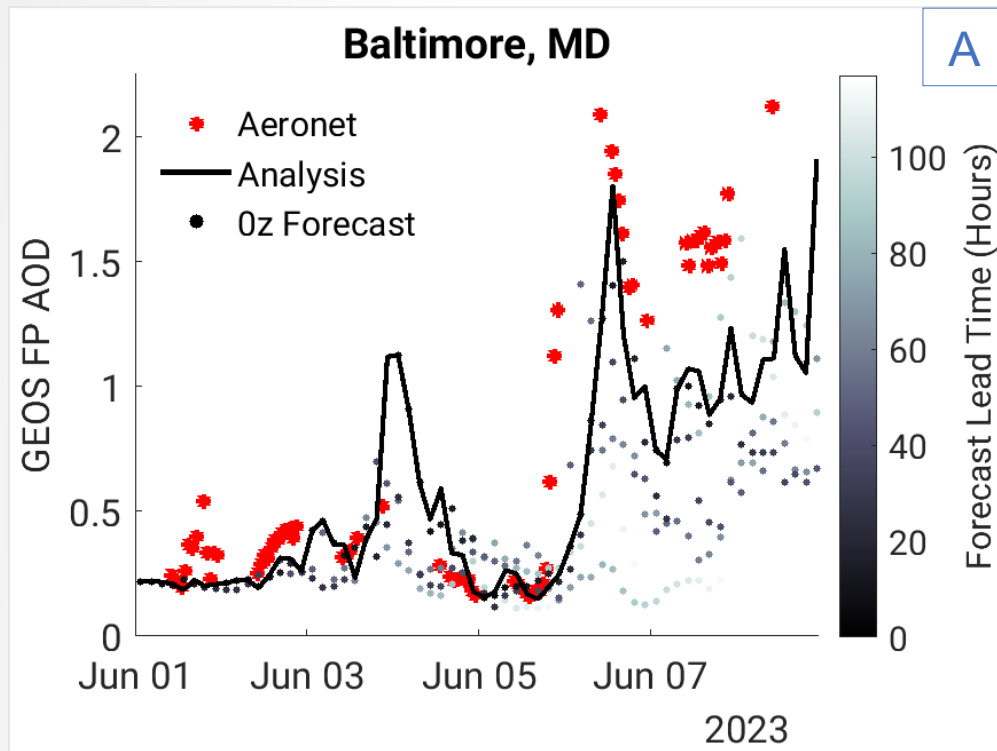 Baltimore, MD
A
Aeronet
Analysis
0z Forecast
GEOS FP AOD
2
1.5
1
0.5
0
Jun 01
Jun 03
Jun 05
Jun 07
2023
100
80
60
40
20
0
Forecast Lead Time (Hours)